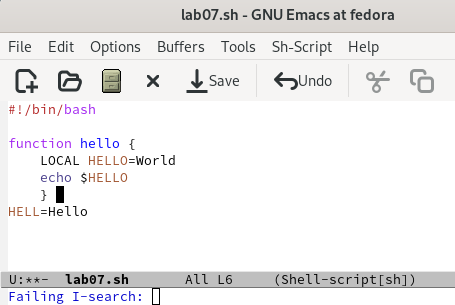 lab07.sh - GNU Emacs at fedora
File Edit Options Buffers Tools Sh-Script Help
Save Undo
#!/bin/bash
function hello {
    LOCAL HELLO=World
    echo $HELLO
    }
HELL=Hello
U:**-  lab07.sh       All L6     (Shell-script[sh])
Failing I-search: